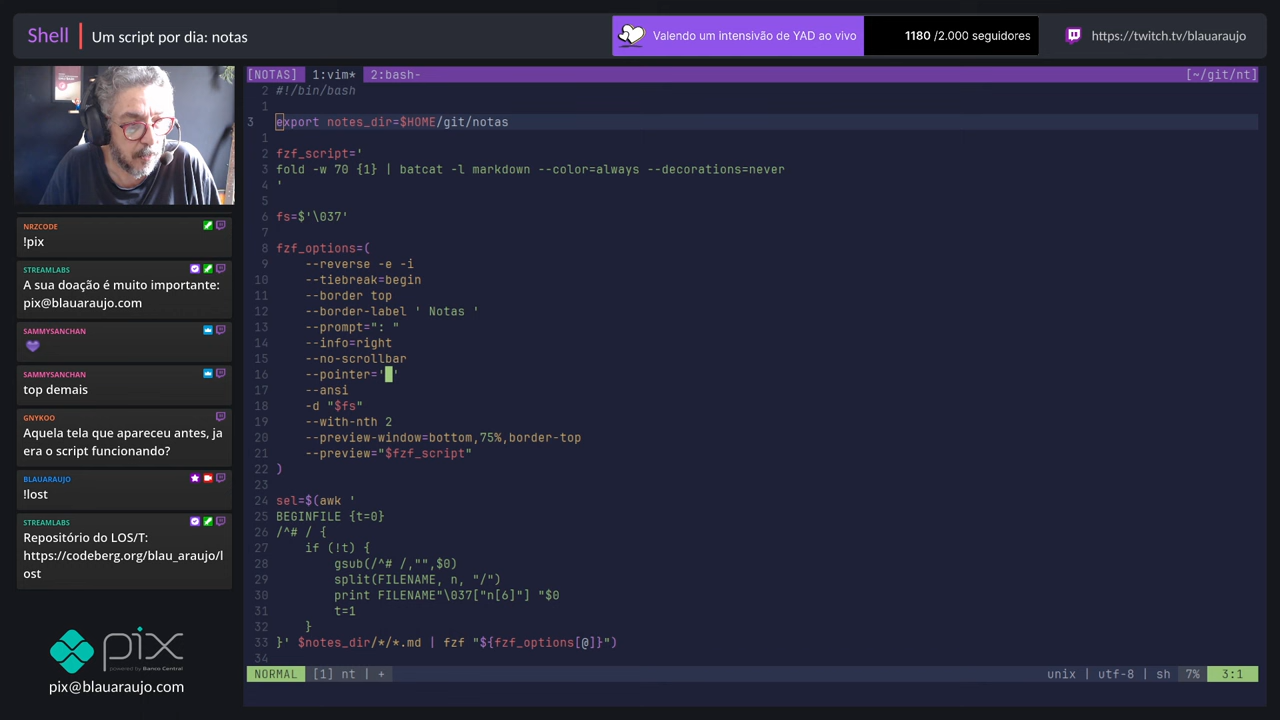 Shell
Um script por dia: notas
Valendo um intensivão de YAD ao vivo
1180 /2.000 seguidores
https://twitch.tv/blauaraujo
NRZCODE
!pix
STREAMLABS
A sua doação é muito importante:
pix@blauaraujo.com
SAMMYSANCHAN
SAMMYSANCHAN
top demais
GNYKOO
Aquela tela que apareceu antes, ja
era o script funcionando?
BLAUARAUJO
!lost
STREAMLABS
Repositório do LOS/T:
https://codeberg.org/blau_araujo/l
ost
pix
powered by Banco Central
pix@blauaraujo.com
[NOTAS] 1:vim* 2:bash- [~/git/nt]
2 #!/bin/bash
1
3 export notes_dir=$HOME/git/notas
1
2 fzf_script='
3 fold -w 70 {1} | batcat -l markdown --color=always --decorations=never
4 '
5
6 fs=$'\037'
7
8 fzf_options=(
9 --reverse -e -i
10 --tiebreak=begin
11 --border top
12 --border-label ' Notas '
13 --prompt=": "
14 --info=right
15 --no-scrollbar
16 --pointer='█'
17 --ansi
18 -d "$fs"
19 --with-nth 2
20 --preview-window=bottom,75%,border-top
21 --preview="$fzf_script"
22 )
23
24 sel=$(awk '
25 BEGINFILE {t=0}
26 /^# / {
27 if (!t) {
28 gsub(/^# /,"",$0)
29 split(FILENAME, n, "/")
30 print FILENAME"\037["n[6]"] "$0
31 t=1
32 }
33 }' $notes_dir/*/*.md | fzf "${fzf_options[@]}")
34
NORMAL [1] nt | + unix | utf-8 | sh 7% 3:1